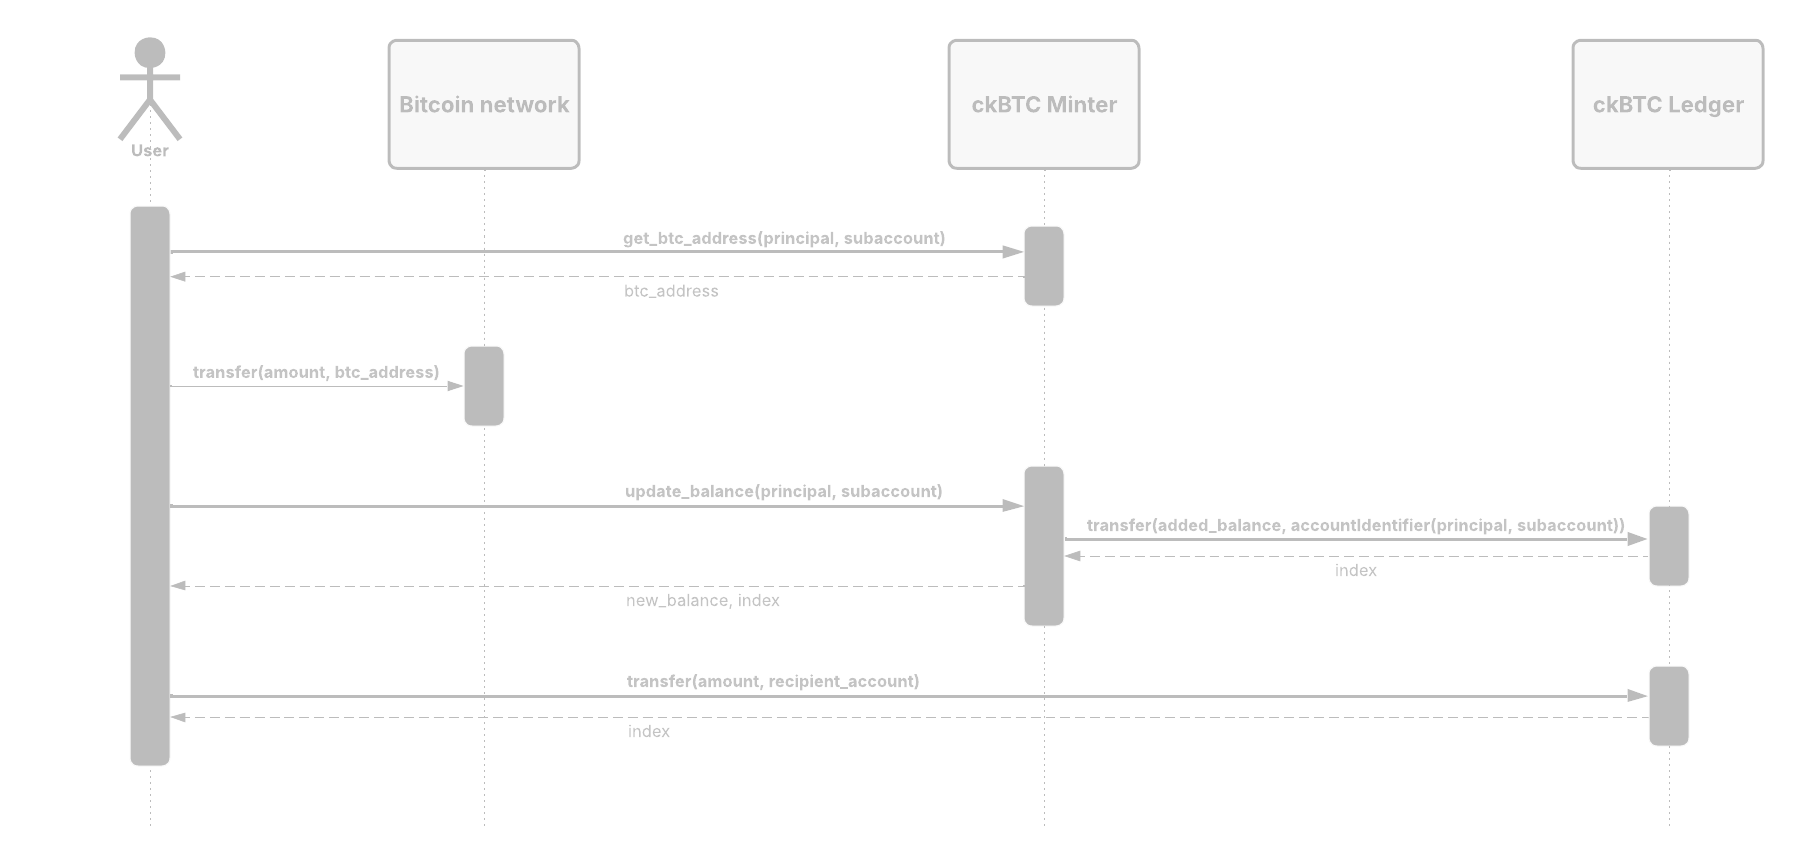 User
Bitcoin network
ckBTC Minter
ckBTC Ledger
get_btc_address(principal, subaccount)
btc_address
transfer(amount, btc_address)
update_balance(principal, subaccount)
transfer(added_balance, accountIdentifier(principal, subaccount))
index
new_balance, index
transfer(amount, recipient_account)
index